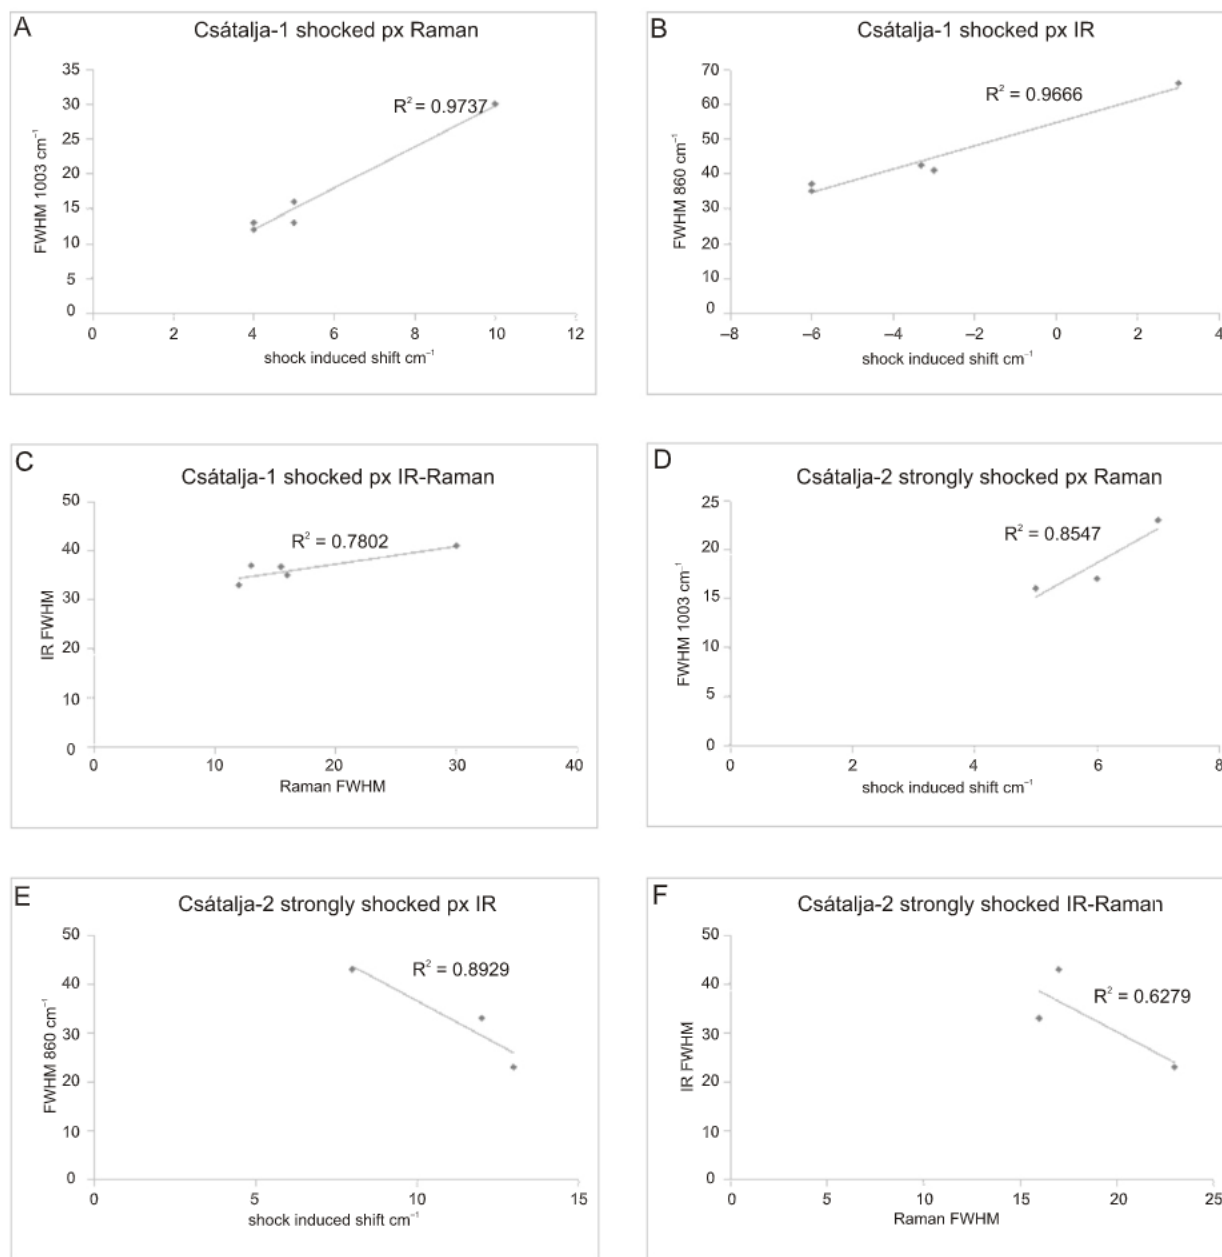 A
Csátalja-1 shocked px Raman
35
30
25
20
15
10
5
0
R² = 0.9737
FWHM 1003 cm⁻¹
0 2 4 6 8 10 12
shock induced shift cm⁻¹
B
Csátalja-1 shocked px IR
70
60
50
40
30
20
10
0
R² = 0.9666
FWHM 860 cm⁻¹
–8 –6 –4 –2 0 2 4
shock induced shift cm⁻¹
C
Csátalja-1 shocked px IR-Raman
50
40
30
20
10
0
R² = 0.7802
IR FWHM
0 10 20 30 40
Raman FWHM
D
Csátalja-2 strongly shocked px Raman
25
20
15
10
5
0
R² = 0.8547
FWHM 1003 cm⁻¹
0 2 4 6 8
shock induced shift cm⁻¹
E
Csátalja-2 strongly shocked px IR
50
40
30
20
10
0
R² = 0.8929
FWHM 860 cm⁻¹
0 5 10 15
shock induced shift cm⁻¹
F
Csátalja-2 strongly shocked IR-Raman
50
40
30
20
10
0
R² = 0.6279
IR FWHM
0 5 10 15 20 25
Raman FWHM